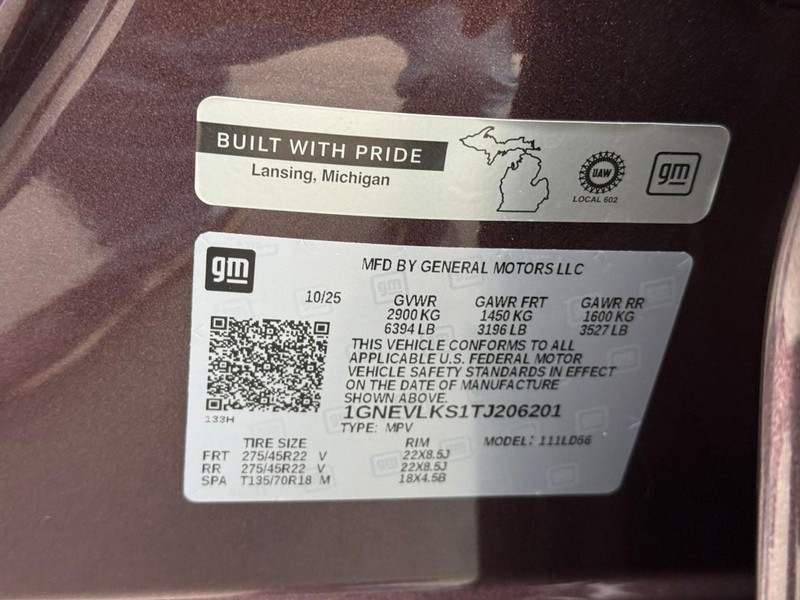 BUILT WITH PRIDE
Lansing, Michigan
UAW
LOCAL 602
gm
gm
MFD BY GENERAL MOTORS LLC
10/25 GVWR GAWR FRT GAWR RR
2900 KG 1450 KG 1600 KG
6394 LB 3196 LB 3527 LB
THIS VEHICLE CONFORMS TO ALL
APPLICABLE U.S. FEDERAL MOTOR
VEHICLE SAFETY STANDARDS IN EFFECT
ON THE DATE OF MANUFACTURE
SHOWN ABOVE.
133H
1GNEVLKS1TJ206201
TYPE: MPV MODEL: 111LD56
TIRE SIZE RIM
FRT 275/45R22 V 22X8.5J
RR 275/45R22 V 22X8.5J
SPA T135/70R18 M 18X4.5B